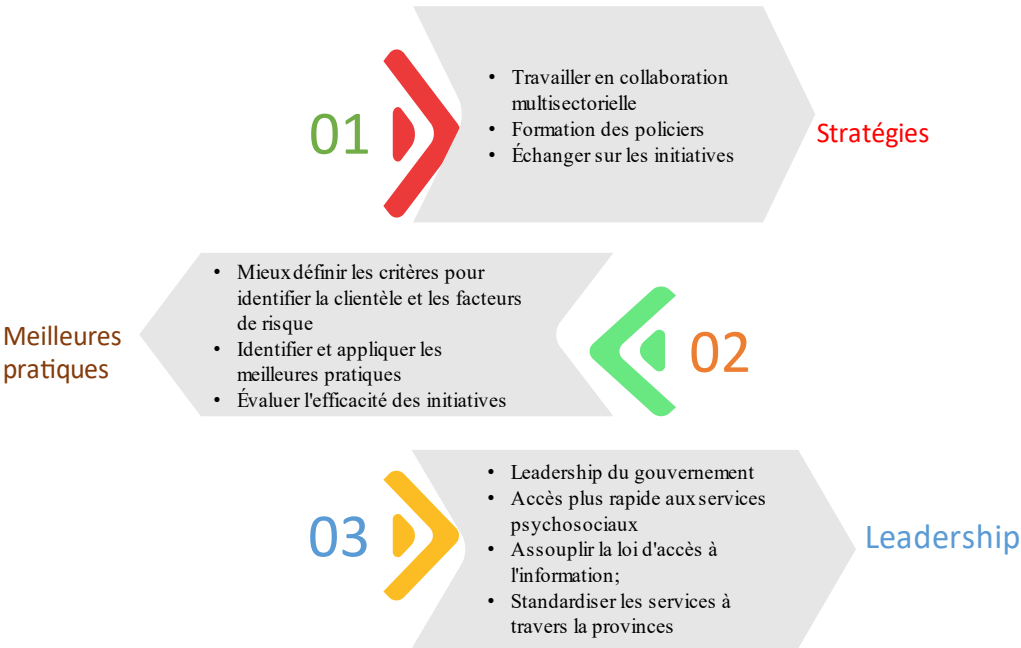 01
• Travailler en collaboration
multisectorielle
• Formation des policiers
• Échanger sur les initiatives
Stratégies
Meilleures
pratiques
• Mieux définir les critères pour
identifier la clientèle et les facteurs
de risque
• Identifier et appliquer les
meilleures pratiques
• Évaluer l'efficacité des initiatives
02
03
• Leadership du gouvernement
• Accès plus rapide aux services
psychosociaux
• Assouplir la loi d'accès à
l'information;
• Standardiser les services à
travers la provinces
Leadership